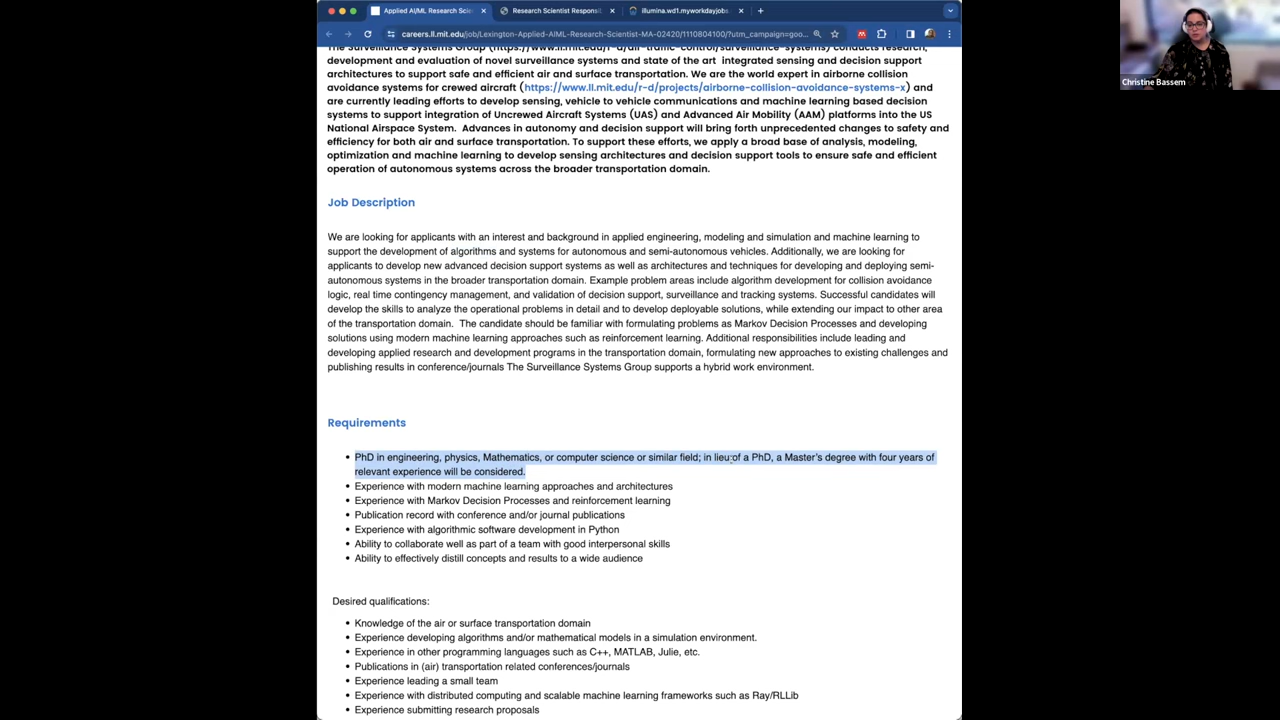 Applied AI/ML Research Scien
Research Scientist Responsi
illumina.wd1.myworkdayjobs.
careers.ll.mit.edu/job/Lexington-Applied-AIML-Research-Scientist-MA-02420/1110804100/?utm_campaign=goo...
The Surveillance Systems Group (https://www.ll.mit.edu/r-d/air-traffic-control/surveillance-systems) conducts research,
development and evaluation of novel surveillance systems and state of the art integrated sensing and decision support
architectures to support safe and efficient air and surface transportation. We are the world expert in airborne collision
avoidance systems for crewed aircraft (https://www.ll.mit.edu/r-d/projects/airborne-collision-avoidance-systems-x) and
are currently leading efforts to develop sensing, vehicle to vehicle communications and machine learning based decision
systems to support integration of Uncrewed Aircraft Systems (UAS) and Advanced Air Mobility (AAM) platforms into the US
National Airspace System. Advances in autonomy and decision support will bring forth unprecedented changes to safety and
efficiency for both air and surface transportation. To support these efforts, we apply a broad base of analysis, modeling,
optimization and machine learning to develop sensing architectures and decision support tools to ensure safe and efficient
operation of autonomous systems across the broader transportation domain.
Job Description
We are looking for applicants with an interest and background in applied engineering, modeling and simulation and machine learning to
support the development of algorithms and systems for autonomous and semi-autonomous vehicles. Additionally, we are looking for
applicants to develop new advanced decision support systems as well as architectures and techniques for developing and deploying semi-
autonomous systems in the broader transportation domain. Example problem areas include algorithm development for collision avoidance
logic, real time contingency management, and validation of decision support, surveillance and tracking systems. Successful candidates will
develop the skills to analyze the operational problems in detail and to develop deployable solutions, while extending our impact to other area
of the transportation domain. The candidate should be familiar with formulating problems as Markov Decision Processes and developing
solutions using modern machine learning approaches such as reinforcement learning. Additional responsibilities include leading and
developing applied research and development programs in the transportation domain, formulating new approaches to existing challenges and
publishing results in conference/journals The Surveillance Systems Group supports a hybrid work environment.
Requirements
• PhD in engineering, physics, Mathematics, or computer science or similar field; in lieu of a PhD, a Master's degree with four years of
relevant experience will be considered.
• Experience with modern machine learning approaches and architectures
• Experience with Markov Decision Processes and reinforcement learning
• Publication record with conference and/or journal publications
• Experience with algorithmic software development in Python
• Ability to collaborate well as part of a team with good interpersonal skills
• Ability to effectively distill concepts and results to a wide audience
Desired qualifications:
• Knowledge of the air or surface transportation domain
• Experience developing algorithms and/or mathematical models in a simulation environment.
• Experience in other programming languages such as C++, MATLAB, Julie, etc.
• Publications in (air) transportation related conferences/journals
• Experience leading a small team
• Experience with distributed computing and scalable machine learning frameworks such as Ray/RLLib
• Experience submitting research proposals
Christine Bassem